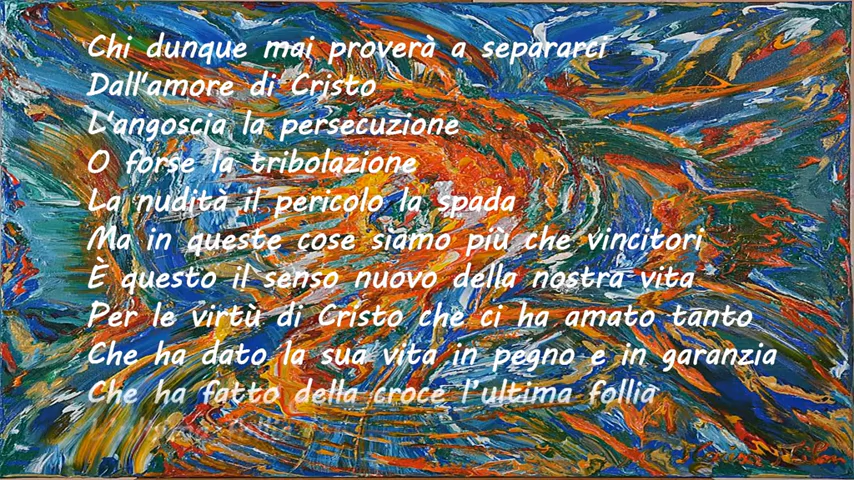 Chi dunque mai proverà a separarci
Dall'amore di Cristo
L'angoscia la persecuzione
O forse la tribolazione
La nudità il pericolo la spada
Ma in queste cose siamo più che vincitori
È questo il senso nuovo della nostra vita
Per le virtù di Cristo che ci ha amato tanto
Che ha dato la sua vita in pegno e in garanzia
Che ha fatto della croce l’ultima follia